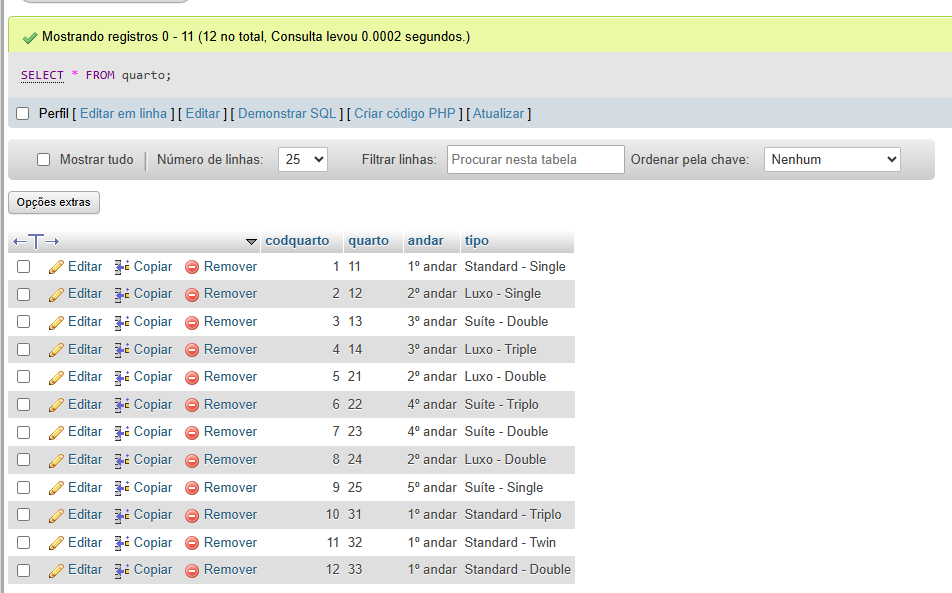 Mostrando registros 0 - 11 (12 no total, Consulta levou 0.0002 segundos.)
SELECT * FROM quarto;
Perfil [ Editar em linha ] [ Editar ] [ Demonstrar SQL ] [ Criar código PHP ] [ Atualizar ]
Mostrar tudo Número de linhas: 25 Filtrar linhas: Procurar nesta tabela Ordenar pela chave: Nenhum
Opções extras
←T→ codquarto quarto andar tipo
Editar Copiar Remover 1 11 1º andar Standard - Single
Editar Copiar Remover 2 12 2º andar Luxo - Single
Editar Copiar Remover 3 13 3º andar Suíte - Double
Editar Copiar Remover 4 14 3º andar Luxo - Triple
Editar Copiar Remover 5 21 2º andar Luxo - Double
Editar Copiar Remover 6 22 4º andar Suíte - Triplo
Editar Copiar Remover 7 23 4º andar Suíte - Double
Editar Copiar Remover 8 24 2º andar Luxo - Double
Editar Copiar Remover 9 25 5º andar Suíte - Single
Editar Copiar Remover 10 31 1º andar Standard - Triplo
Editar Copiar Remover 11 32 1º andar Standard - Twin
Editar Copiar Remover 12 33 1º andar Standard - Double